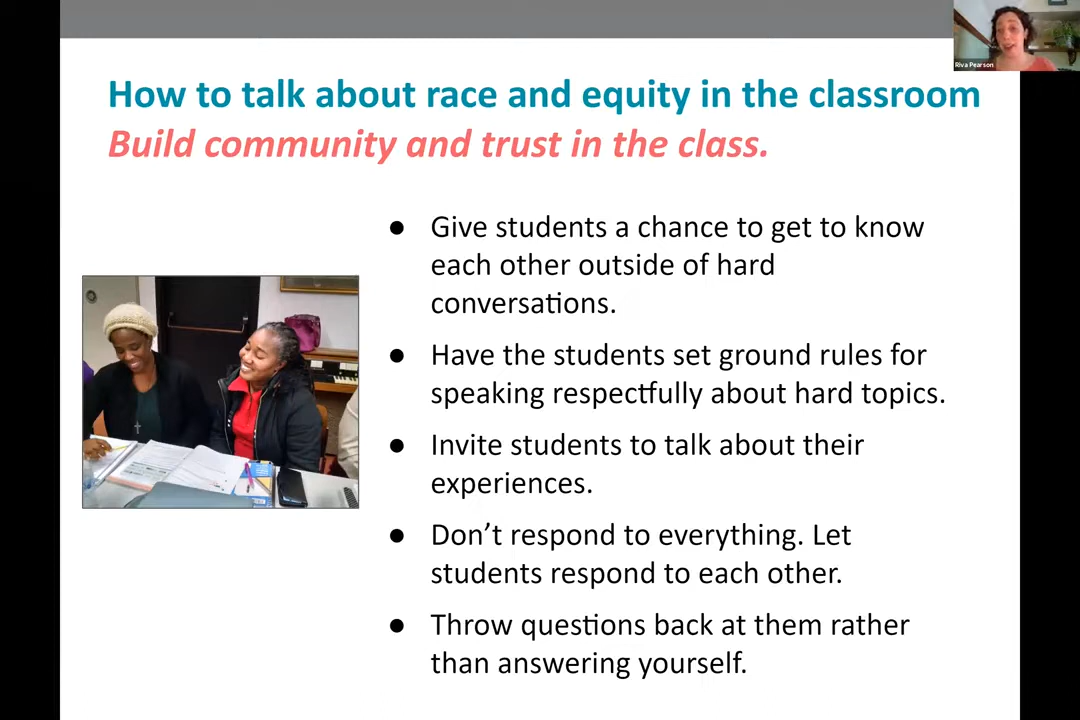 Riva Pearson
How to talk about race and equity in the classroom
Build community and trust in the class.
● Give students a chance to get to know
each other outside of hard
conversations.
● Have the students set ground rules for
speaking respectfully about hard topics.
● Invite students to talk about their
experiences.
● Don’t respond to everything. Let
students respond to each other.
● Throw questions back at them rather
than answering yourself.